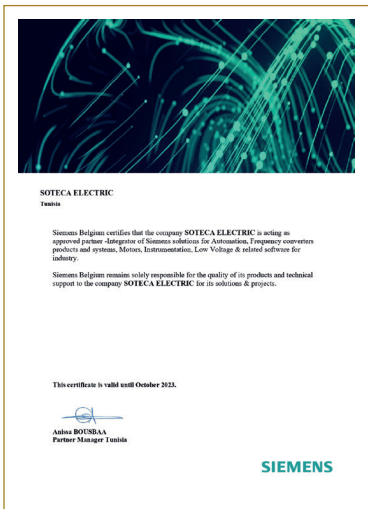 SOTECA ELECTRIC
Tunisia
Siemens Belgium certifies that the company SOTECA ELECTRIC is acting as
approved partner -Integrator of Siemens solutions for Automation, Frequency converters
products and systems, Motors, Instrumentation, Low Voltage & related software for
industry.
Siemens Belgium remains solely responsible for the quality of its products and technical
support to the company SOTECA ELECTRIC for its solutions & projects.
This certificate is valid until October 2023.
Anissa BOUSBAA
Partner Manager Tunisia
SIEMENS